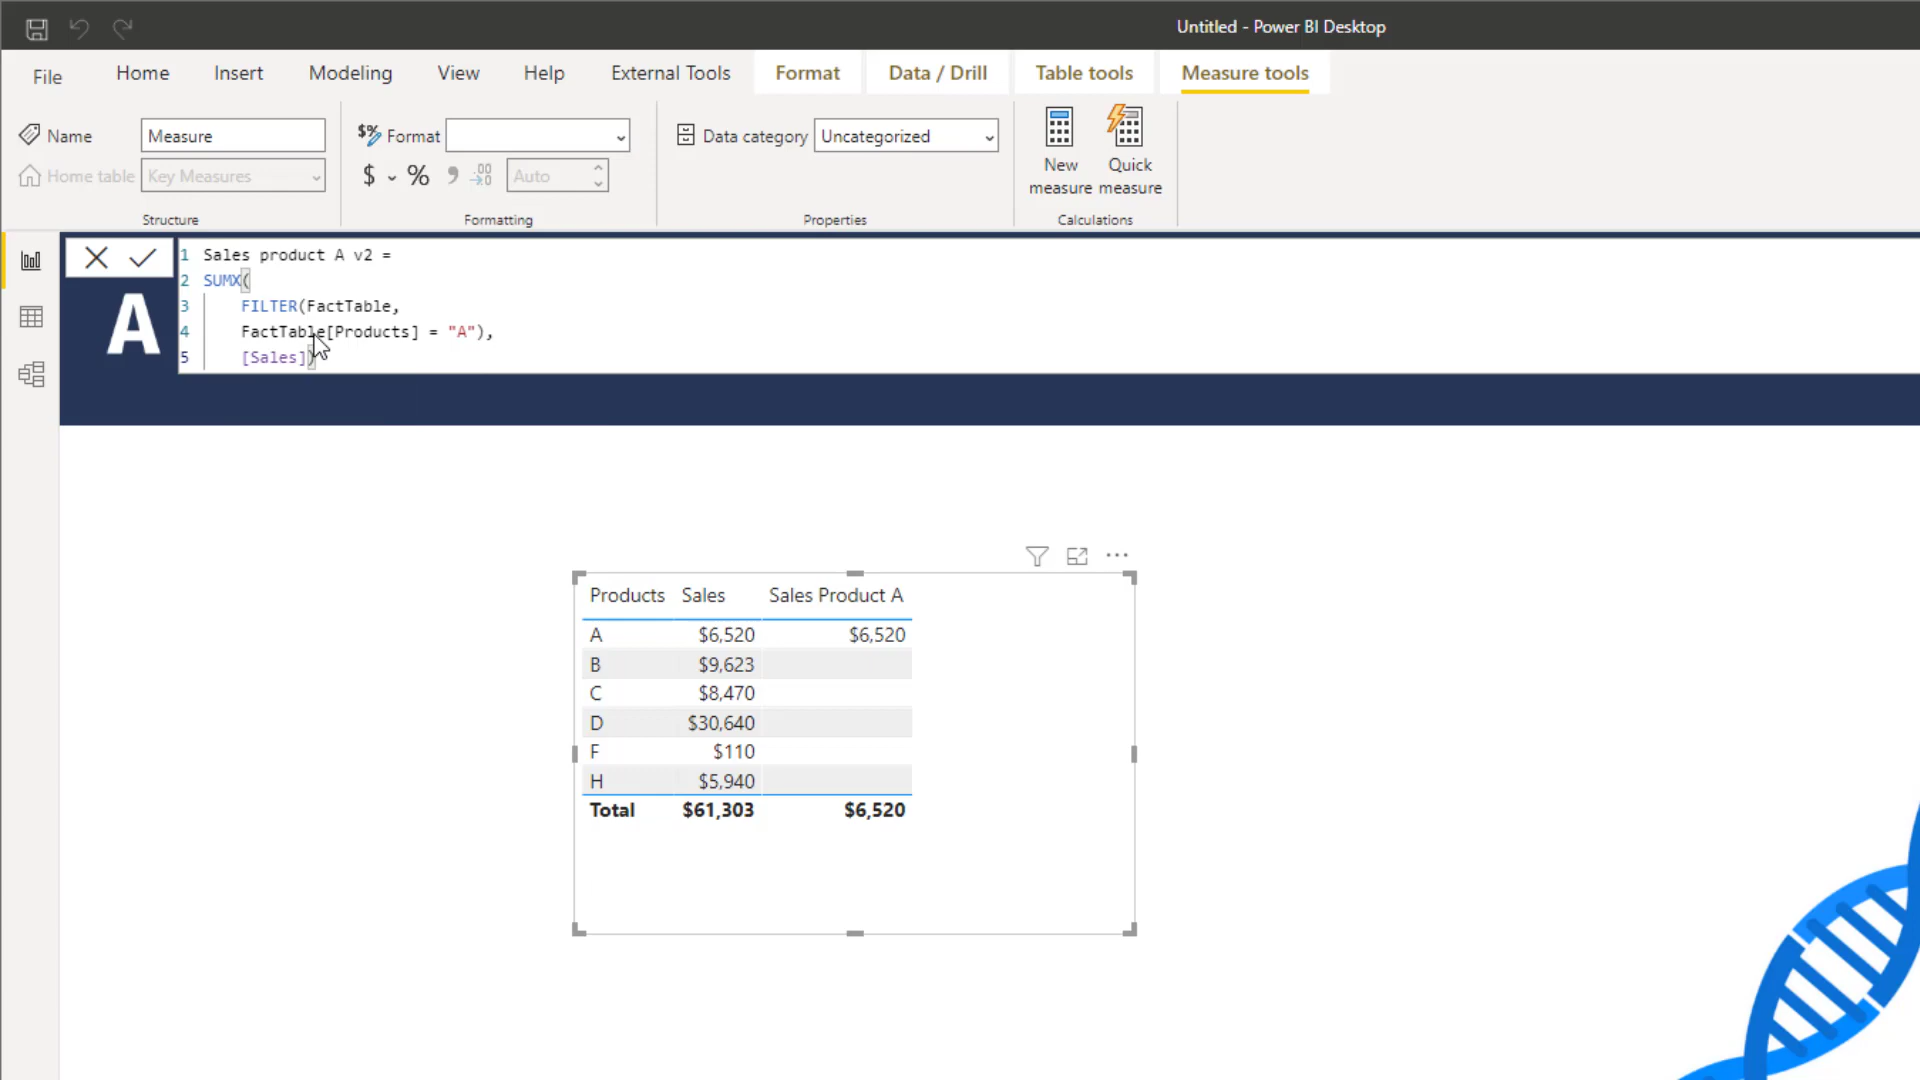 Untitled - Power BI Desktop
File Home Insert Modeling View Help External Tools Format Data / Drill Table tools Measure tools
Name Measure $% Format Data category Uncategorized New measure Quick measure
Home table Key Measures $ % , .00 Auto
Structure Formatting Properties Calculations
A
1 Sales product A v2 =
2 SUMX(
3 FILTER(FactTable,
4 FactTable[Products] = "A"),
5 [Sales])
Products Sales Sales Product A
A $6,520 $6,520
B $9,623
C $8,470
D $30,640
F $110
H $5,940
Total $61,303 $6,520